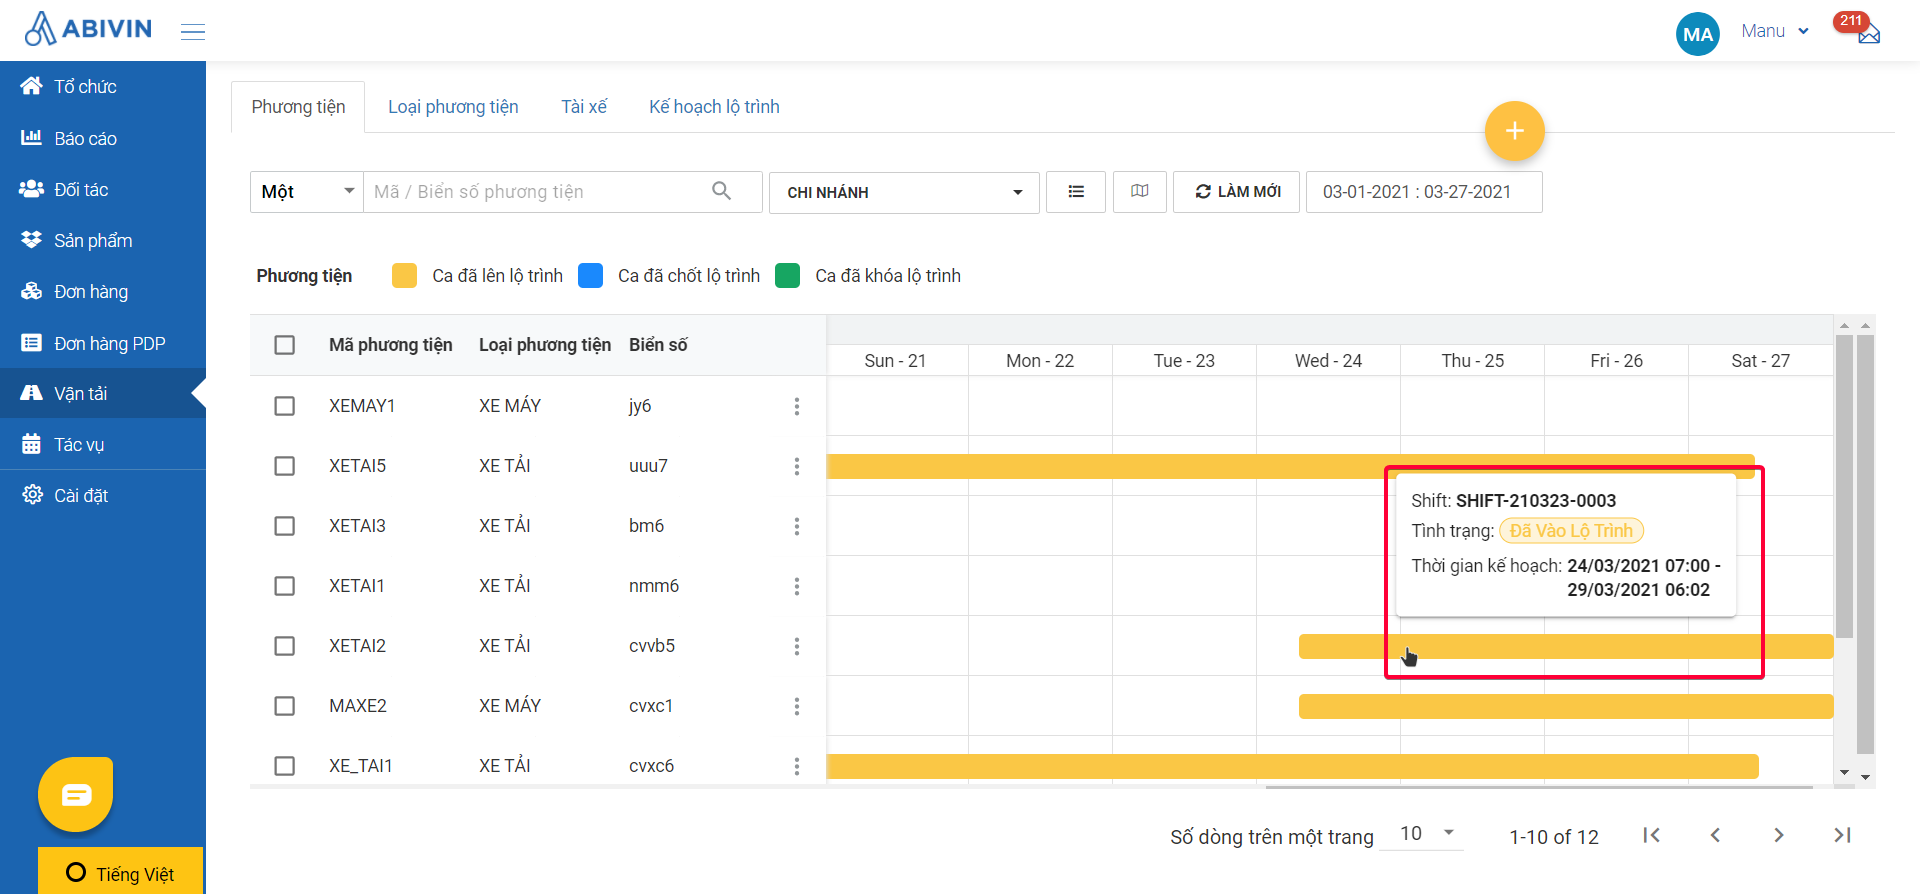 ABIVIN
MA
Manu
211
Tổ chức
Báo cáo
Đối tác
Sản phẩm
Đơn hàng
Đơn hàng PDP
Vận tải
Tác vụ
Cài đặt
Tiếng Việt
Phương tiện Loại phương tiện Tài xế Kế hoạch lộ trình
+
Một Mã / Biển số phương tiện CHI NHÁNH LÀM MỚI 03-01-2021 : 03-27-2021
Phương tiện Ca đã lên lộ trình Ca đã chốt lộ trình Ca đã khóa lộ trình
Mã phương tiện Loại phương tiện Biển số
Sun - 21 Mon - 22 Tue - 23 Wed - 24 Thu - 25 Fri - 26 Sat - 27
XEMAY1 XE MÁY jy6
XETAI5 XE TẢI uuu7
XETAI3 XE TẢI bm6
XETAI1 XE TẢI nmm6
XETAI2 XE TẢI cvvb5
MAXE2 XE MÁY cvxc1
XE_TAI1 XE TẢI cvxc6
Shift: SHIFT-210323-0003
Tình trạng: Đã Vào Lộ Trình
Thời gian kế hoạch: 24/03/2021 07:00 -
29/03/2021 06:02
Số dòng trên một trang 10 1-10 of 12